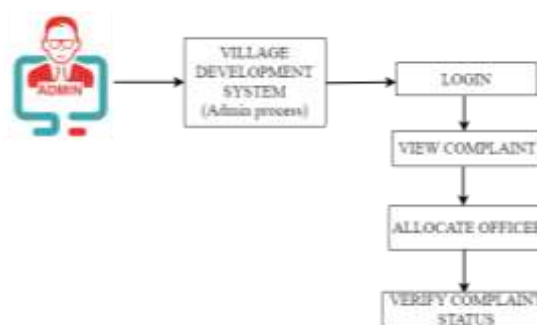 ADMIN
VILLAGE
DEVELOPMENT
SYSTEM
(Admin process)
LOGIN
VIEW COMPLAINT
ALLOCATE OFFICER
VERIFY COMPLAINT
STATUS